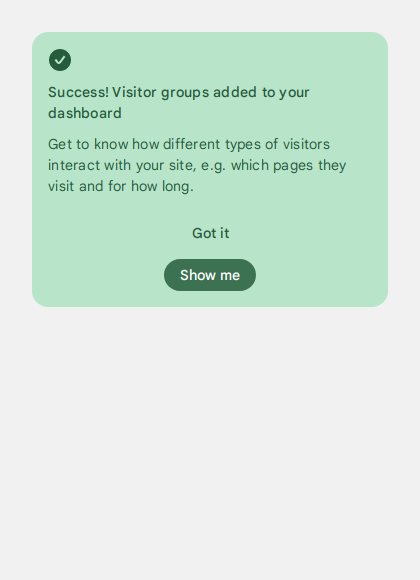 Success! Visitor groups added to your
dashboard
Get to know how different types of visitors
interact with your site, e.g. which pages they
visit and for how long.
Got it
Show me